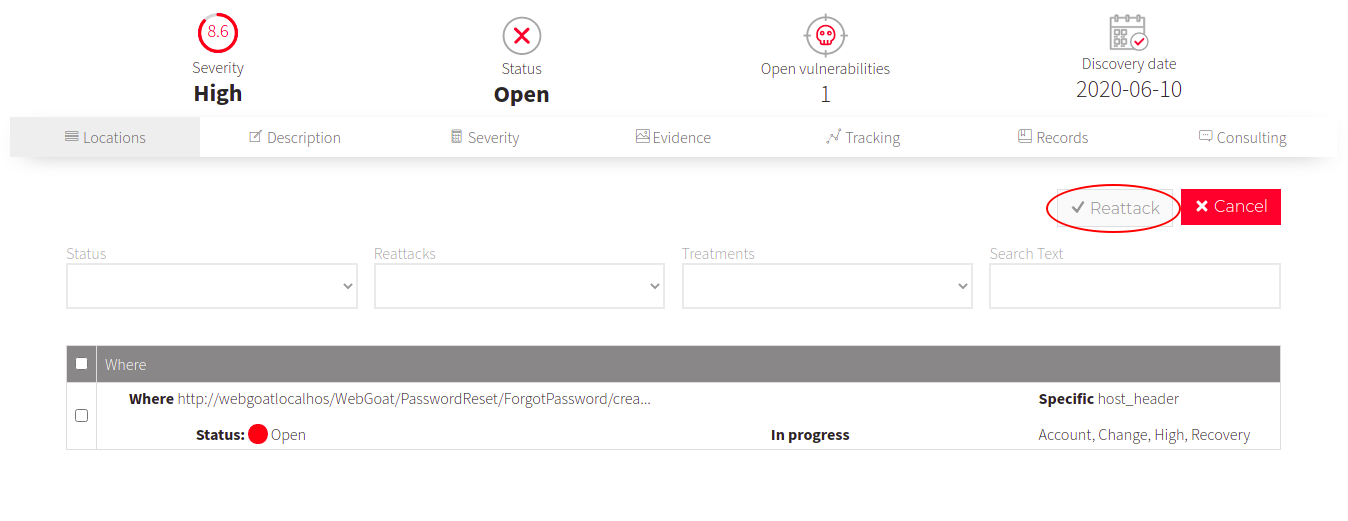 8.6
Severity
High
Status
Open
Open vulnerabilities
1
Discovery date
2020-06-10
Locations
Description
Severity
Evidence
Tracking
Records
Consulting
Reattack
Cancel
Status
Reattacks
Treatments
Search Text
Where
Where http://webgoatlocalhos/WebGoat/PasswordReset/ForgotPassword/crea...
Specific host_header
Status: Open
In progress
Account, Change, High, Recovery